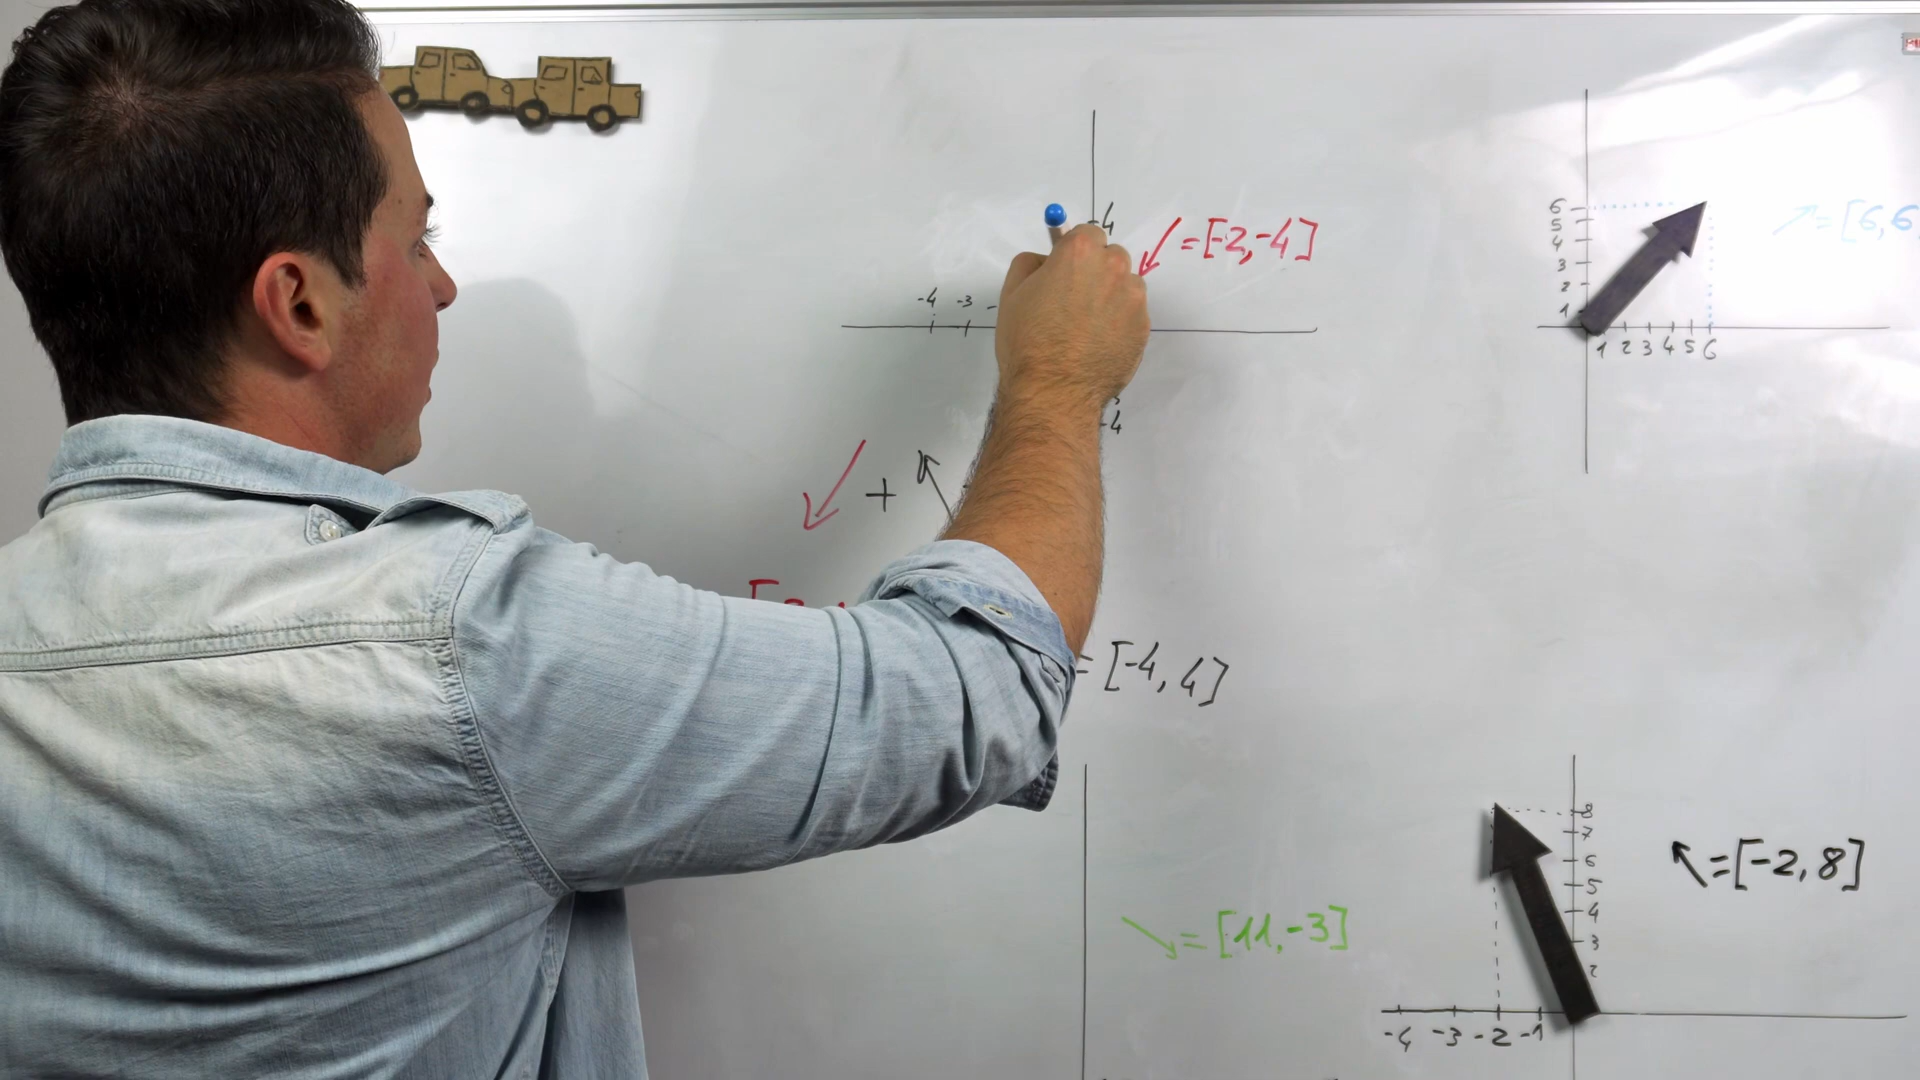 4
= [-2, -4]
-4 -3
-4
+
= [-4, 4]
6
5
4
3
2
1
1 2 3 4 5 6
= [6, 6
= [11, -3]
8
7
6
5
4
3
2
-4 -3 -2 -1
= [-2, 8]